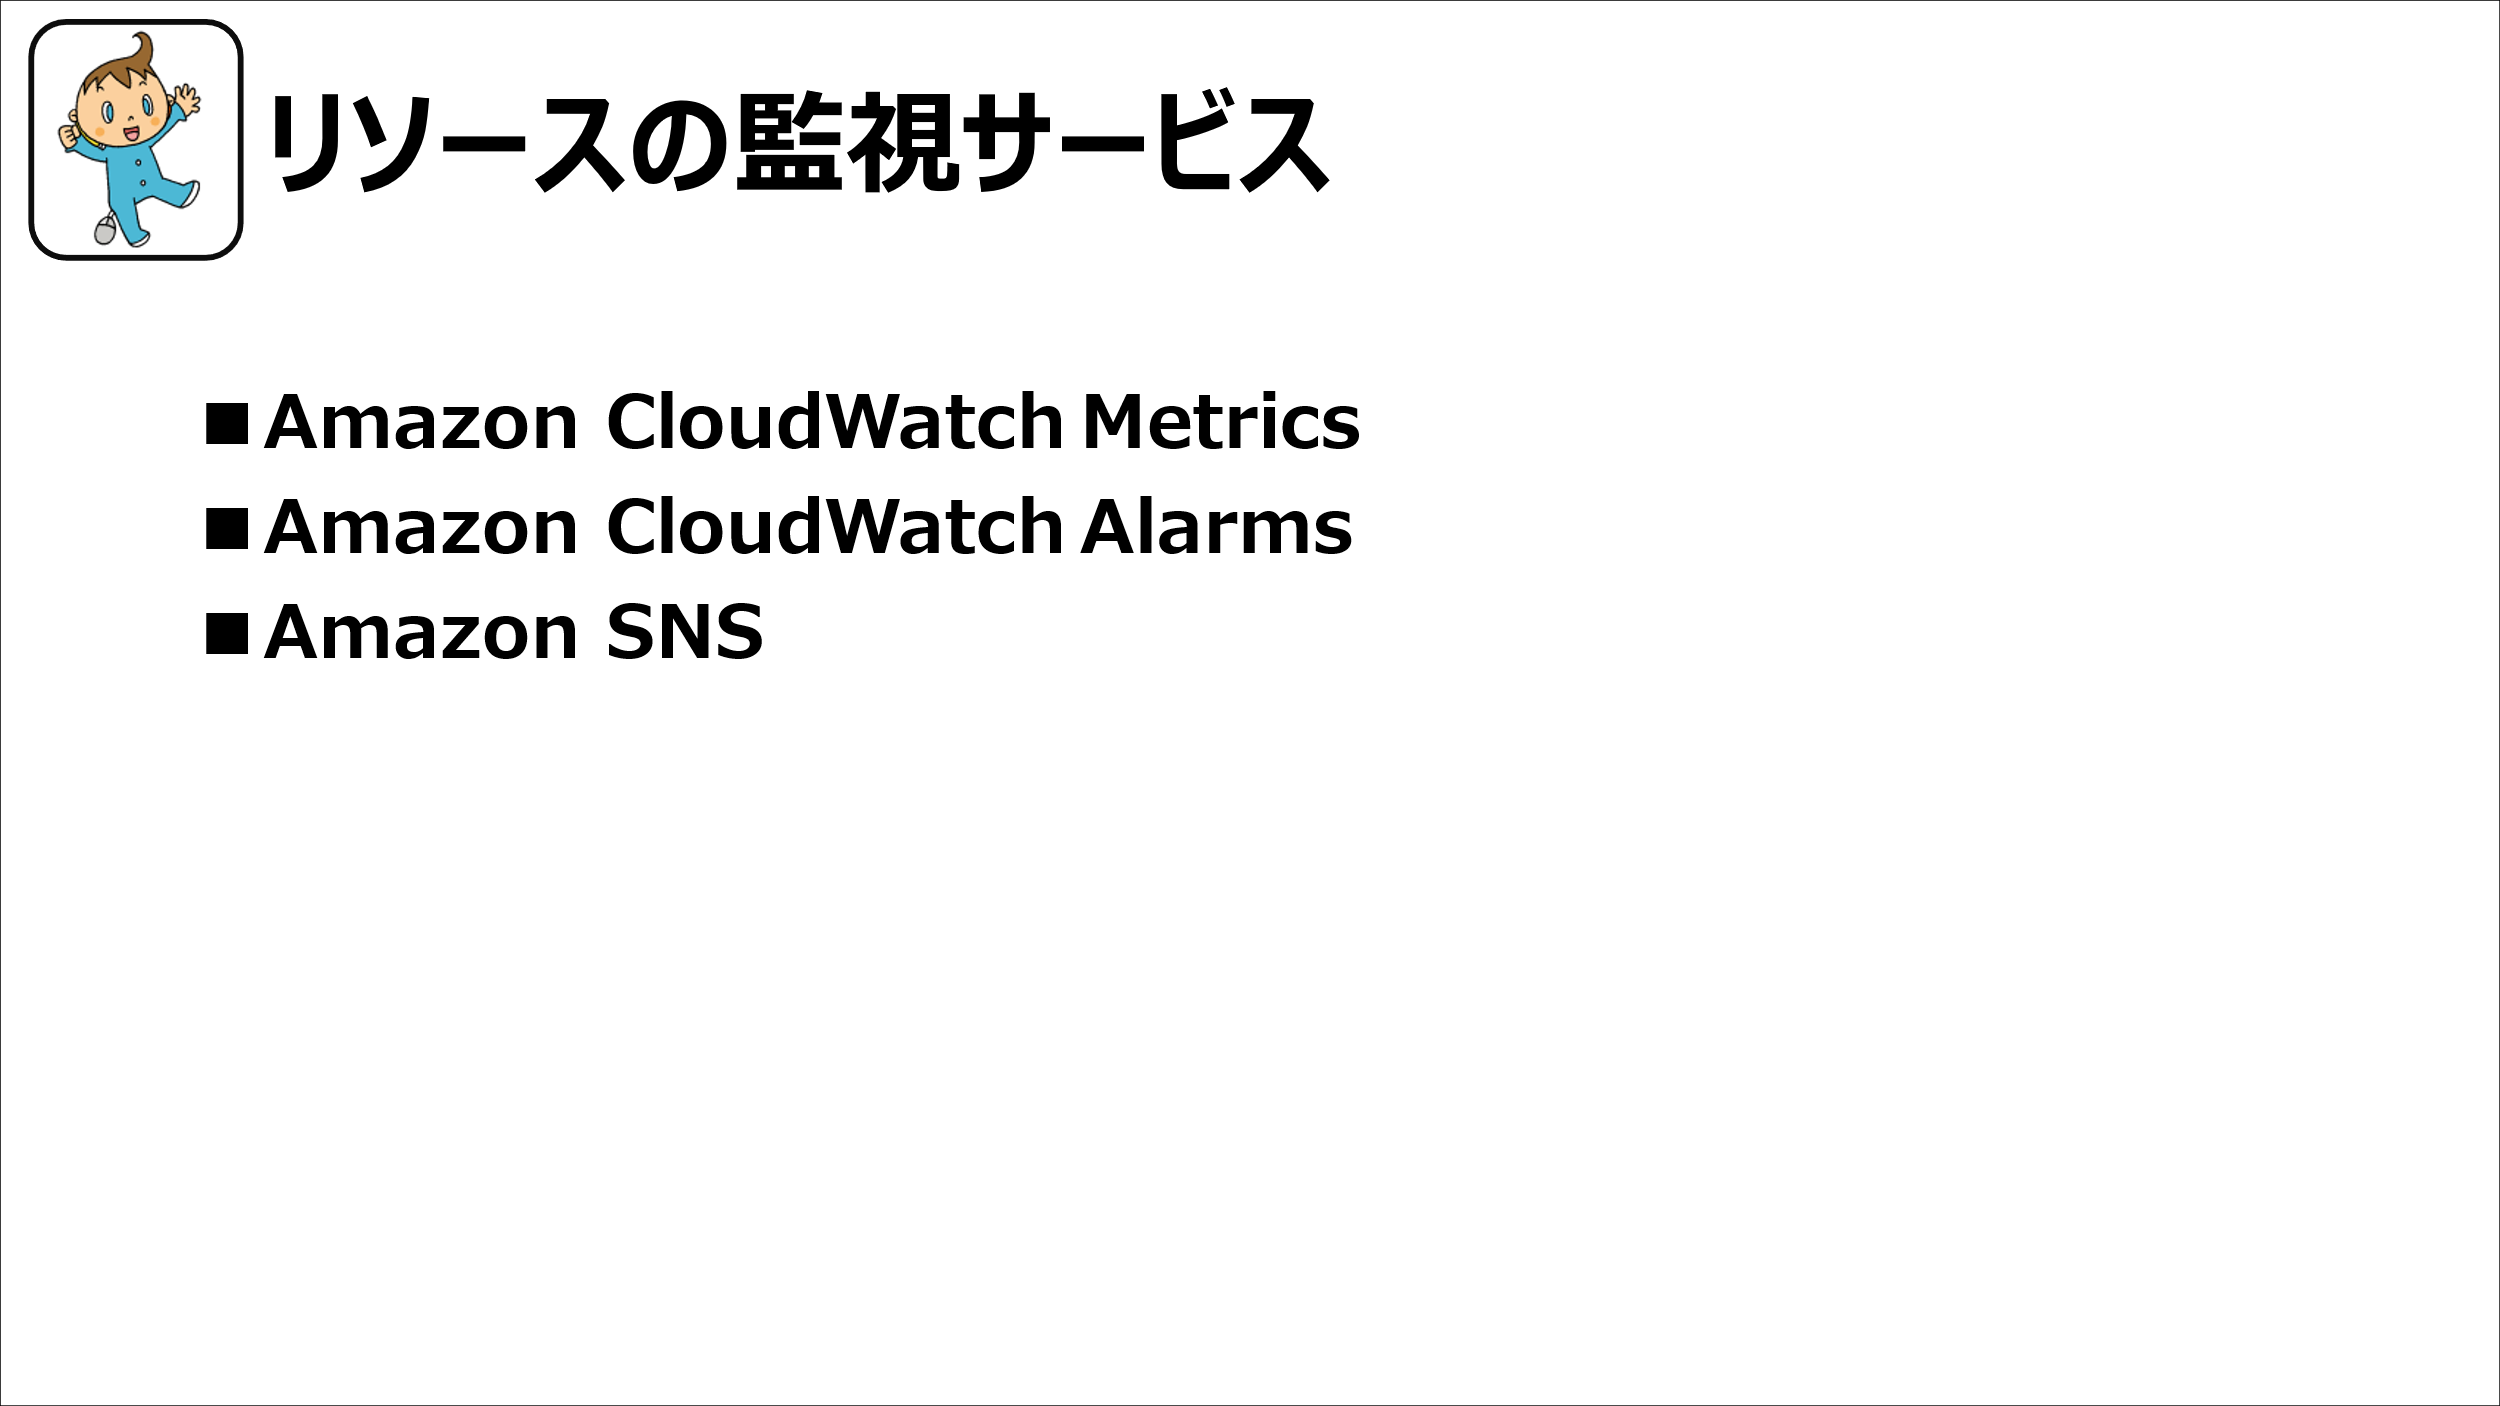 リソースの監視サービス
■Amazon CloudWatch Metrics
■Amazon CloudWatch Alarms
■Amazon SNS